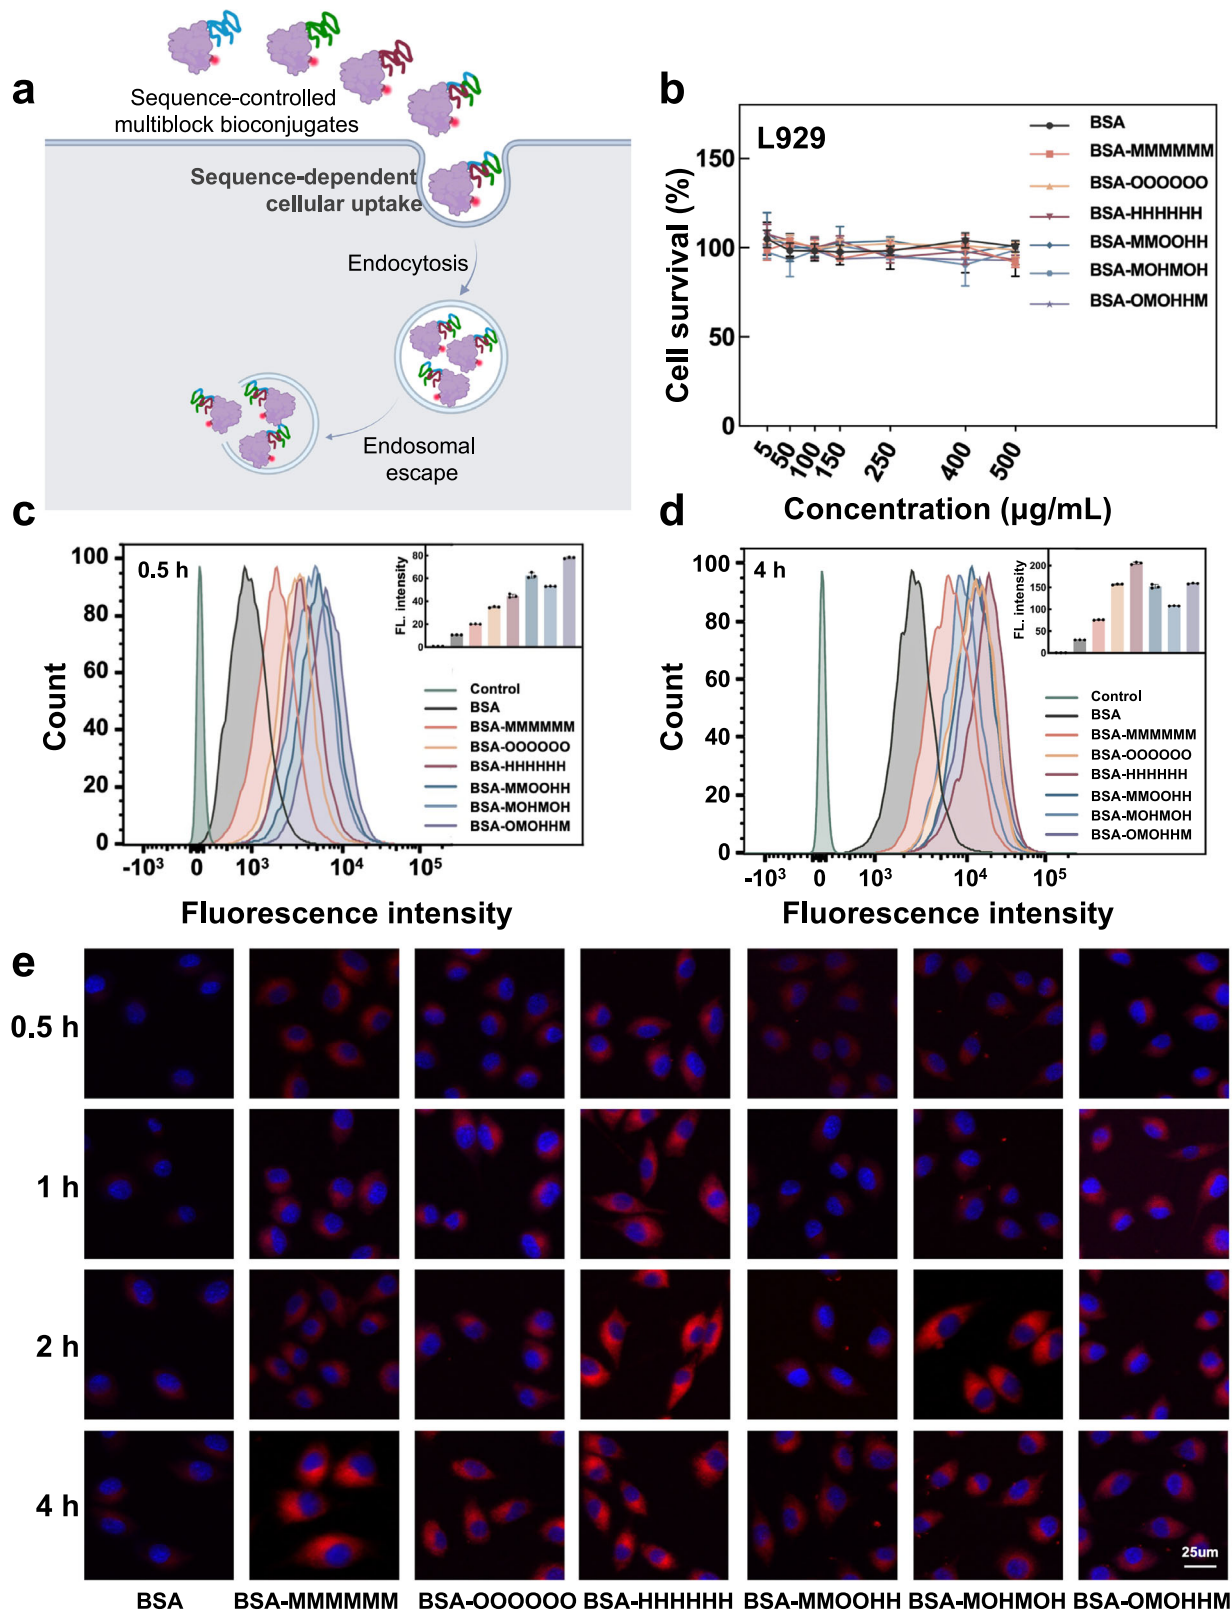 a
Sequence-controlled
multiblock bioconjugates
Sequence-dependent
cellular uptake
Endocytosis
Endosomal
escape
b
L929
Cell survival (%)
150
100
50
0
5
50
100
150
250
400
500
Concentration (μg/mL)
BSA
BSA-MMMMMM
BSA-OOOOOO
BSA-HHHHHH
BSA-MMOOHH
BSA-MOHMOH
BSA-OMOHHM
c
0.5 h
Count
100
80
60
40
20
0
-10³
0
10³
10⁴
10⁵
Fluorescence intensity
FL. intensity
80
60
40
20
0
Control
BSA
BSA-MMMMMM
BSA-OOOOOO
BSA-HHHHHH
BSA-MMOOHH
BSA-MOHMOH
BSA-OMOHHM
d
4 h
Count
100
80
60
40
20
0
-10³
0
10³
10⁴
10⁵
Fluorescence intensity
FL. intensity
200
150
100
50
0
Control
BSA
BSA-MMMMMM
BSA-OOOOOO
BSA-HHHHHH
BSA-MMOOHH
BSA-MOHMOH
BSA-OMOHHM
e
0.5 h
1 h
2 h
4 h
25um
BSA
BSA-MMMMMM
BSA-OOOOOO
BSA-HHHHHH
BSA-MMOOHH
BSA-MOHMOH
BSA-OMOHHM